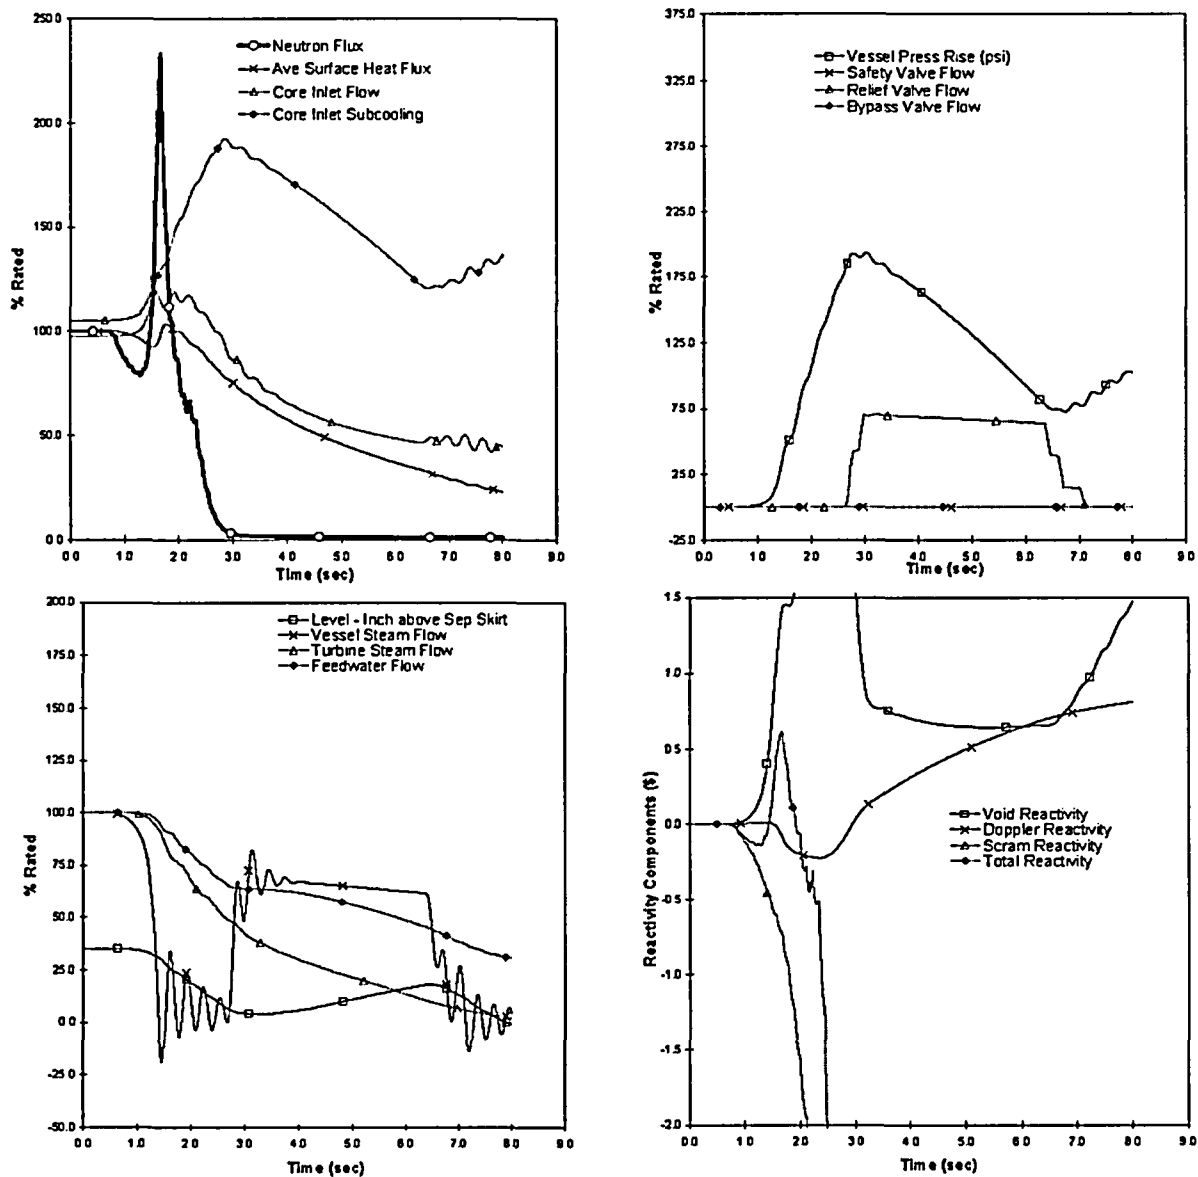 Neutron Flux
Ave Surface Heat Flux
Core Inlet Flow
Core Inlet Subcooling
250.0
200.0
150.0
100.0
50.0
0.0
% Rated
0.0 1.0 2.0 3.0 4.0 5.0 6.0 7.0 8.0 9.0
Time (sec)
Vessel Press Rise (psi)
Safety Valve Flow
Relief Valve Flow
Bypass Valve Flow
375.0
325.0
275.0
225.0
175.0
125.0
75.0
25.0
-25.0
% Rated
0.0 1.0 2.0 3.0 4.0 5.0 6.0 7.0 8.0 9.0
Time (sec)
Level - Inch above Sep Skirt
Vessel Steam Flow
Turbine Steam Flow
Feedwater Flow
200.0
175.0
150.0
125.0
100.0
75.0
50.0
25.0
0.0
-25.0
-50.0
% Rated
0.0 1.0 2.0 3.0 4.0 5.0 6.0 7.0 8.0 9.0
Time (sec)
1.5
1.0
0.5
0.0
-0.5
-1.0
-1.5
-2.0
Reactivity Components ($)
Void Reactivity
Doppler Reactivity
Scram Reactivity
Total Reactivity
0.0 1.0 2.0 3.0 4.0 5.0 6.0 7.0 8.0 9.0
Time (sec)